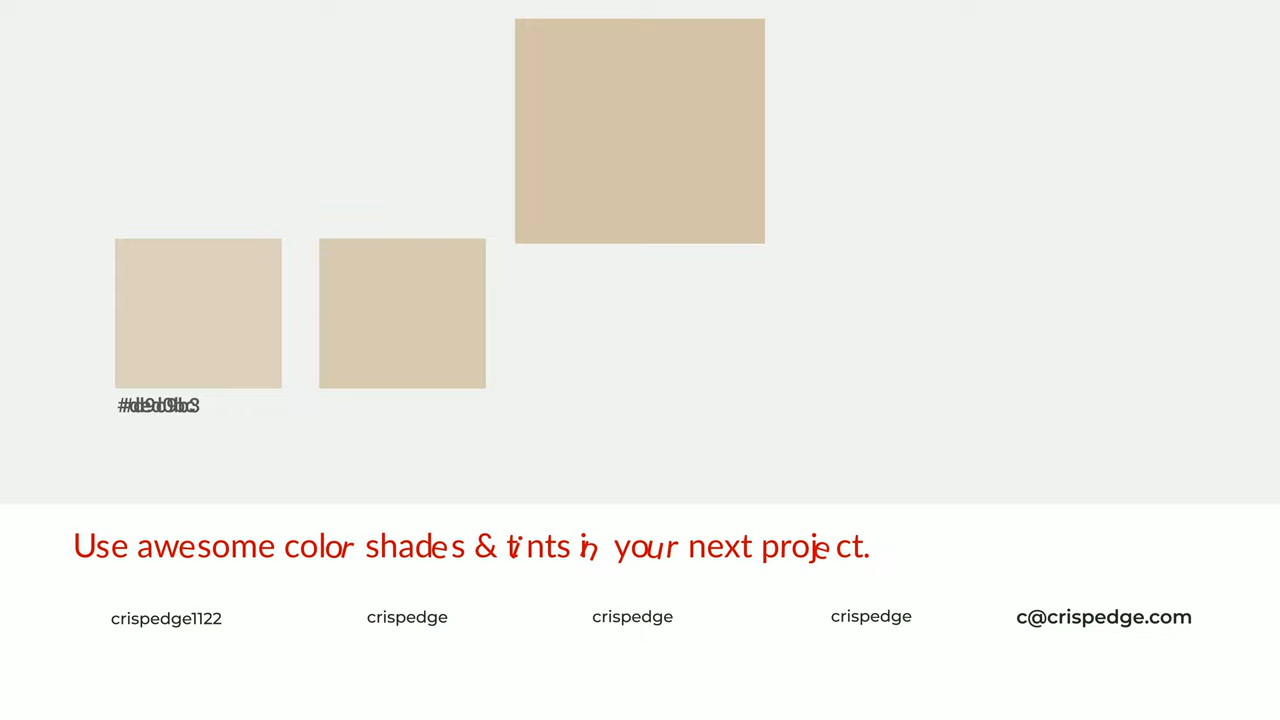 Use awesome color shades & tints in your next project.
crispedge1122 crispedge crispedge crispedge c@crispedge.com